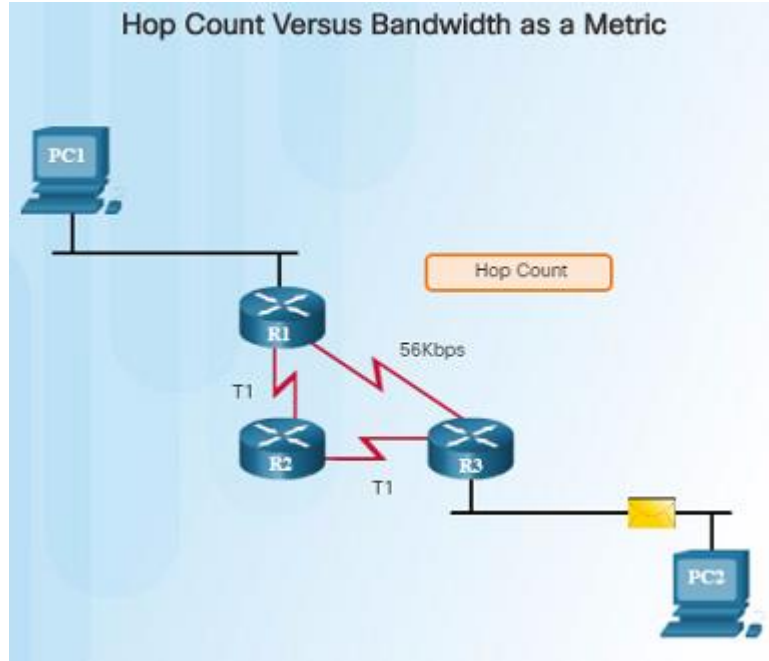 Hop Count Versus Bandwidth as a Metric
PC1
Hop Count
R1
56Kbps
T1
R2
R3
T1
PC2